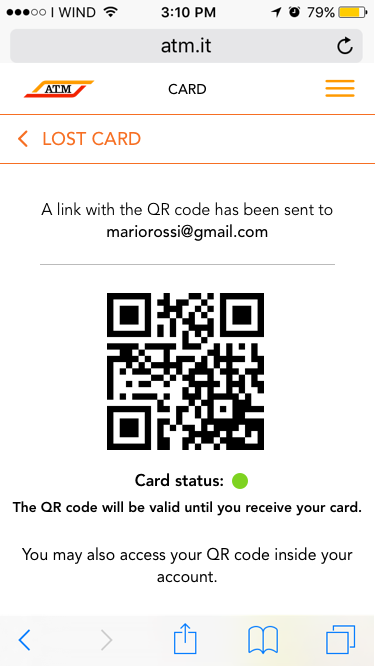 I WIND 3:10 PM 79%
atm.it
ATM CARD
LOST CARD
A link with the QR code has been sent to
mariorossi@gmail.com
Card status:
The QR code will be valid until you receive your card.
You may also access your QR code inside your
account.